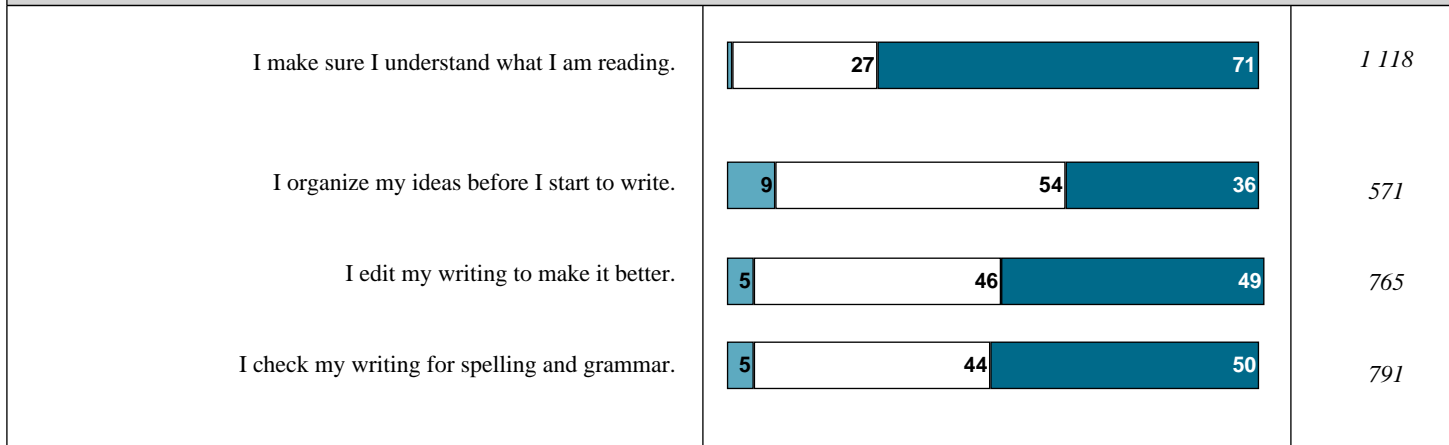 I make sure I understand what I am reading. 27 71 1 118
I organize my ideas before I start to write. 9 54 36 571
I edit my writing to make it better. 5 46 49 765
I check my writing for spelling and grammar. 5 44 50 791